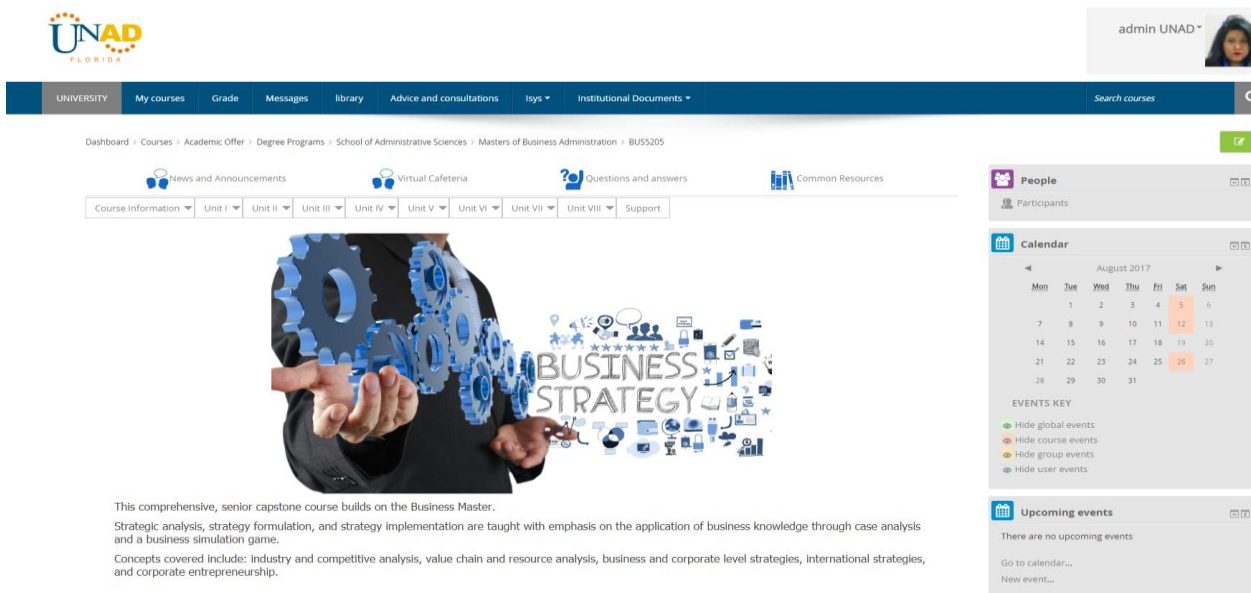 UNAD
FLORIDA
admin UNAD
UNIVERSITY My courses Grade Messages library Advice and consultations Isys Institutional Documents Search courses
Dashboard > Courses > Academic Offer > Degree Programs > School of Administrative Sciences > Masters of Business Administration > BUS5205
News and Announcements Virtual Cafeteria Questions and answers Common Resources
Course Information Unit I Unit II Unit III Unit IV Unit V Unit VI Unit VII Unit VIII Support
BUSINESS
STRATEGY
This comprehensive, senior capstone course builds on the Business Master.
Strategic analysis, strategy formulation, and strategy implementation are taught with emphasis on the application of business knowledge through case analysis
and a business simulation game.
Concepts covered include: industry and competitive analysis, value chain and resource analysis, business and corporate level strategies, international strategies,
and corporate entrepreneurship.
People
Participants
Calendar
August 2017
Mon Tue Wed Thu Fri Sat Sun
1 2 3 4 5 6
7 8 9 10 11 12 13
14 15 16 17 18 19 20
21 22 23 24 25 26 27
28 29 30 31
EVENTS KEY
Hide global events
Hide course events
Hide group events
Hide user events
Upcoming events
There are no upcoming events
Go to calendar...
New event...